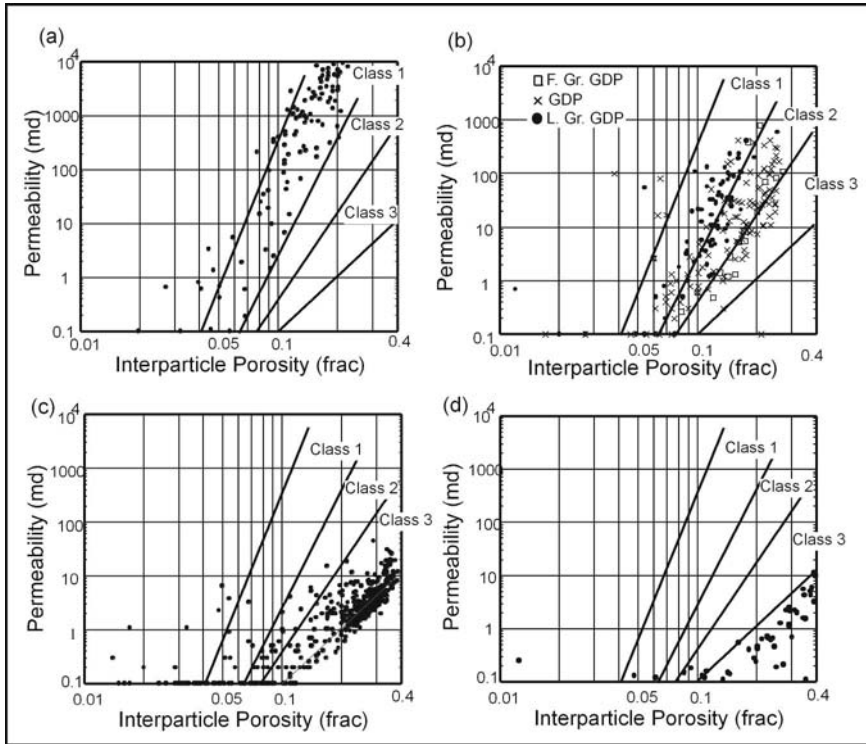 (a)
10⁴
1000
100
10
1
0.1
0.01
0.05
0.1
0.4
Class 1
Class 2
Class 3
Permeability (md)
Interparticle Porosity (frac)
(b)
10⁴
1000
100
10
1
0.1
0.01
0.05
0.1
0.4
□ F. Gr. GDP
× GDP
● L. Gr. GDP
Class 1
Class 2
Class 3
Permeability (md)
Interparticle Porosity (frac)
(c)
10⁴
1000
100
10
1
0.1
0.01
0.05
0.1
0.4
Class 1
Class 2
Class 3
Permeability (md)
Interparticle Porosity (frac)
(d)
10⁴
1000
100
10
1
0.1
0.01
0.05
0.1
0.4
Class 1
Class 2
Class 3
Permeability (md)
Interparticle Porosity (frac)